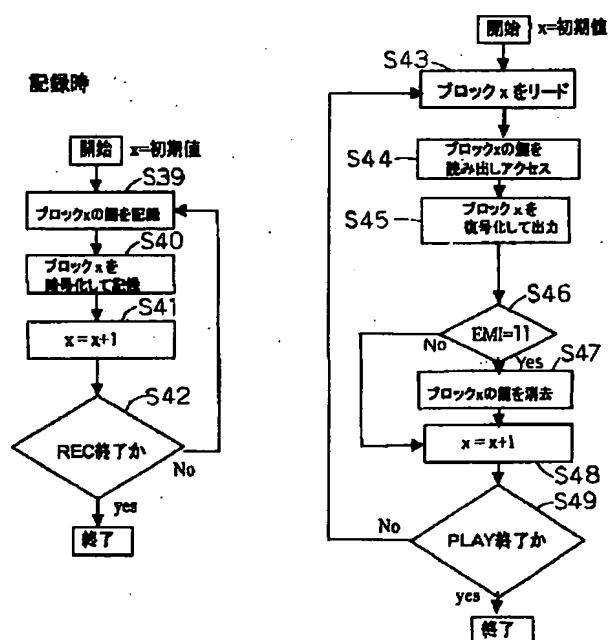 記録時
開始 x=初期値
S39
ブロックxの鍵を記録
S40
ブロックxを
暗号化して記録
S41
x=x+1
S42
REC終了か
No
yes
終了
開始 x=初期値
S43
ブロックxをリード
S44
ブロックxの鍵を
読み出しアクセス
S45
ブロックxを
復号化して出力
S46
EMI=11
No
Yes
S47
ブロックxの鍵を消去
x=x+1
S48
S49
PLAY終了か
No
yes
終了